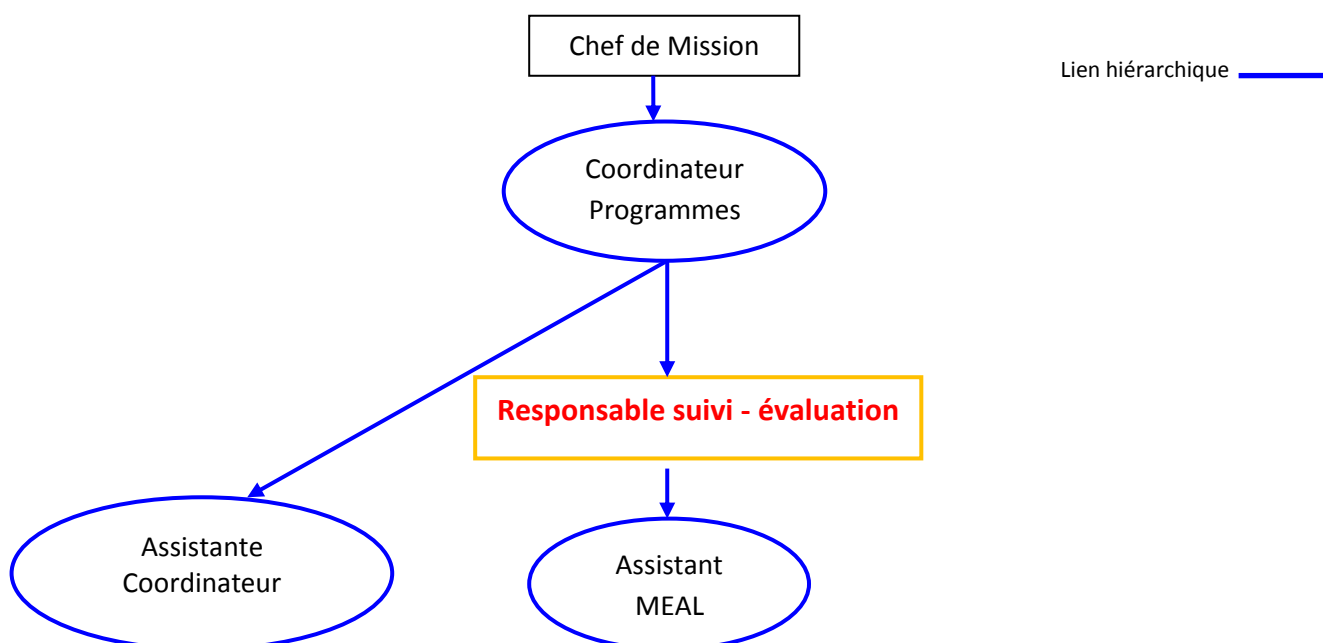 Chef de Mission
Lien hiérarchique
Coordinateur
Programmes
Responsable suivi - évaluation
Assistante
Coordinateur
Assistant
MEAL